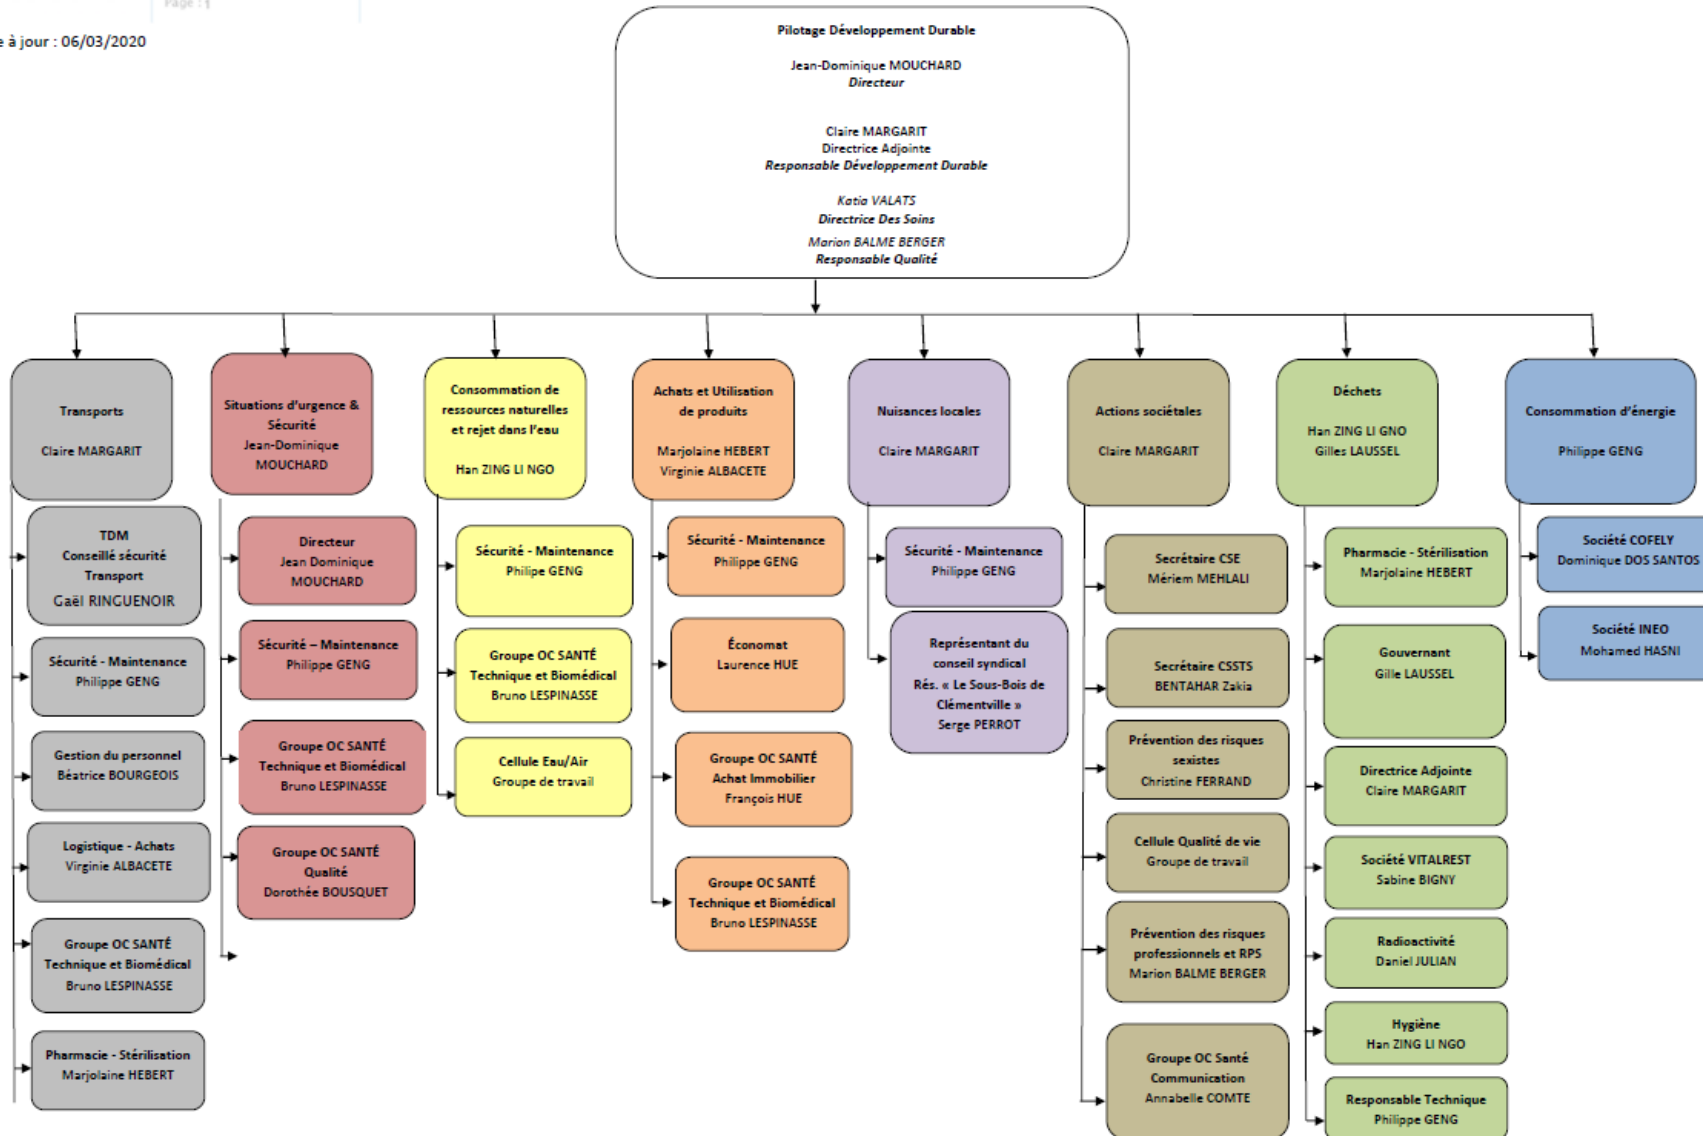 Page : 1
e à jour : 06/03/2020
Pilotage Développement Durable
Jean-Dominique MOUCHARD
Directeur
Claire MARGARIT
Directrice Adjointe
Responsable Développement Durable
Katia VALATS
Directrice Des Soins
Marion BALME BERGER
Responsable Qualité
Transports
Claire MARGARIT
TDM
Conseillé sécurité
Transport
Gaël RINGUENOIR
Sécurité - Maintenance
Philippe GENG
Gestion du personnel
Béatrice BOURGEOIS
Logistique - Achats
Virginie ALBACETE
Groupe OC SANTÉ
Technique et Biomédical
Bruno LESPINASSE
Pharmacie - Stérilisation
Marjolaine HEBERT
Situations d'urgence &
Sécurité
Jean-Dominique
MOUCHARD
Directeur
Jean Dominique
MOUCHARD
Sécurité – Maintenance
Philippe GENG
Groupe OC SANTÉ
Technique et Biomédical
Bruno LESPINASSE
Groupe OC SANTÉ
Qualité
Dorothée BOUSQUET
Consommation de
ressources naturelles
et rejet dans l'eau
Han ZING LI NGO
Sécurité - Maintenance
Philipe GENG
Groupe OC SANTÉ
Technique et Biomédical
Bruno LESPINASSE
Cellule Eau/Air
Groupe de travail
Achats et Utilisation
de produits
Marjolaine HEBERT
Virginie ALBACETE
Sécurité - Maintenance
Philippe GENG
Économat
Laurence HUE
Groupe OC SANTÉ
Achat Immobilier
François HUE
Groupe OC SANTÉ
Technique et Biomédical
Bruno LESPINASSE
Nuisances locales
Claire MARGARIT
Sécurité - Maintenance
Philippe GENG
Représentant du
conseil syndical
Rés. « Le Sous-Bois de
Clémentville »
Serge PERROT
Actions sociétales
Claire MARGARIT
Secrétaire CSE
Mériem MEHLALI
Secrétaire CSSTS
BENTAHAR Zakia
Prévention des risques
sexistes
Christine FERRAND
Cellule Qualité de vie
Groupe de travail
Prévention des risques
professionnels et RPS
Marion BALME BERGER
Groupe OC Santé
Communication
Annabelle COMTE
Déchets
Han ZING LI GNO
Gilles LAUSSEL
Pharmacie - Stérilisation
Marjolaine HEBERT
Gouvernant
Gille LAUSSEL
Directrice Adjointe
Claire MARGARIT
Société VITALREST
Sabine BIGNY
Radioactivité
Daniel JULIAN
Hygiène
Han ZING LI NGO
Responsable Technique
Philippe GENG
Consommation d'énergie
Philippe GENG
Société COFELY
Dominique DOS SANTOS
Société INEO
Mohamed HASNI